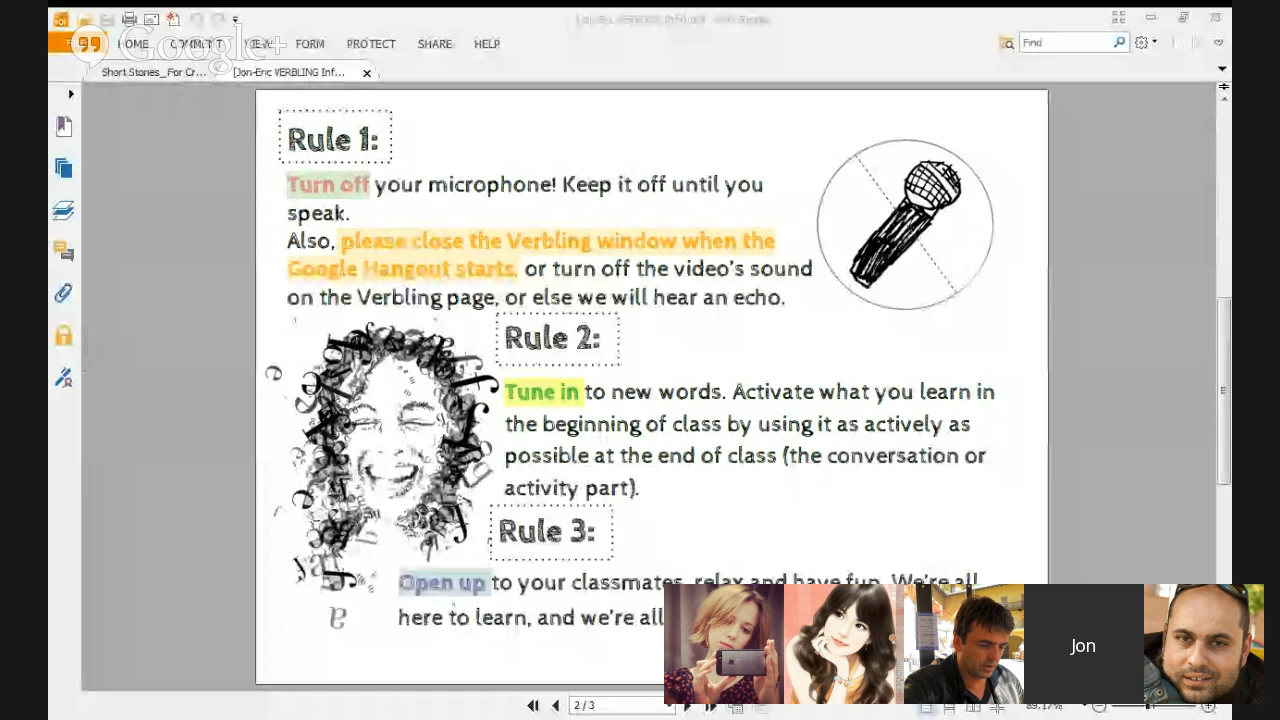 Google+
HOME COMMENT VIEW FORM PROTECT SHARE HELP
Find
Short Stories_ For Cr...
[Jon-Eric VERBLING Inf...
Rule 1:
Turn off your microphone! Keep it off until you
speak.
Also, please close the Verbling window when the
Google Hangout starts, or turn off the video's sound
on the Verbling page, or else we will hear an echo.
Rule 2:
Tune in to new words. Activate what you learn in
the beginning of class by using it as actively as
possible at the end of class (the conversation or
activity part).
Rule 3:
Open up to your classmates, relax and have fun. We're all
here to learn, and we're all
Jon
2 / 3
89,17%